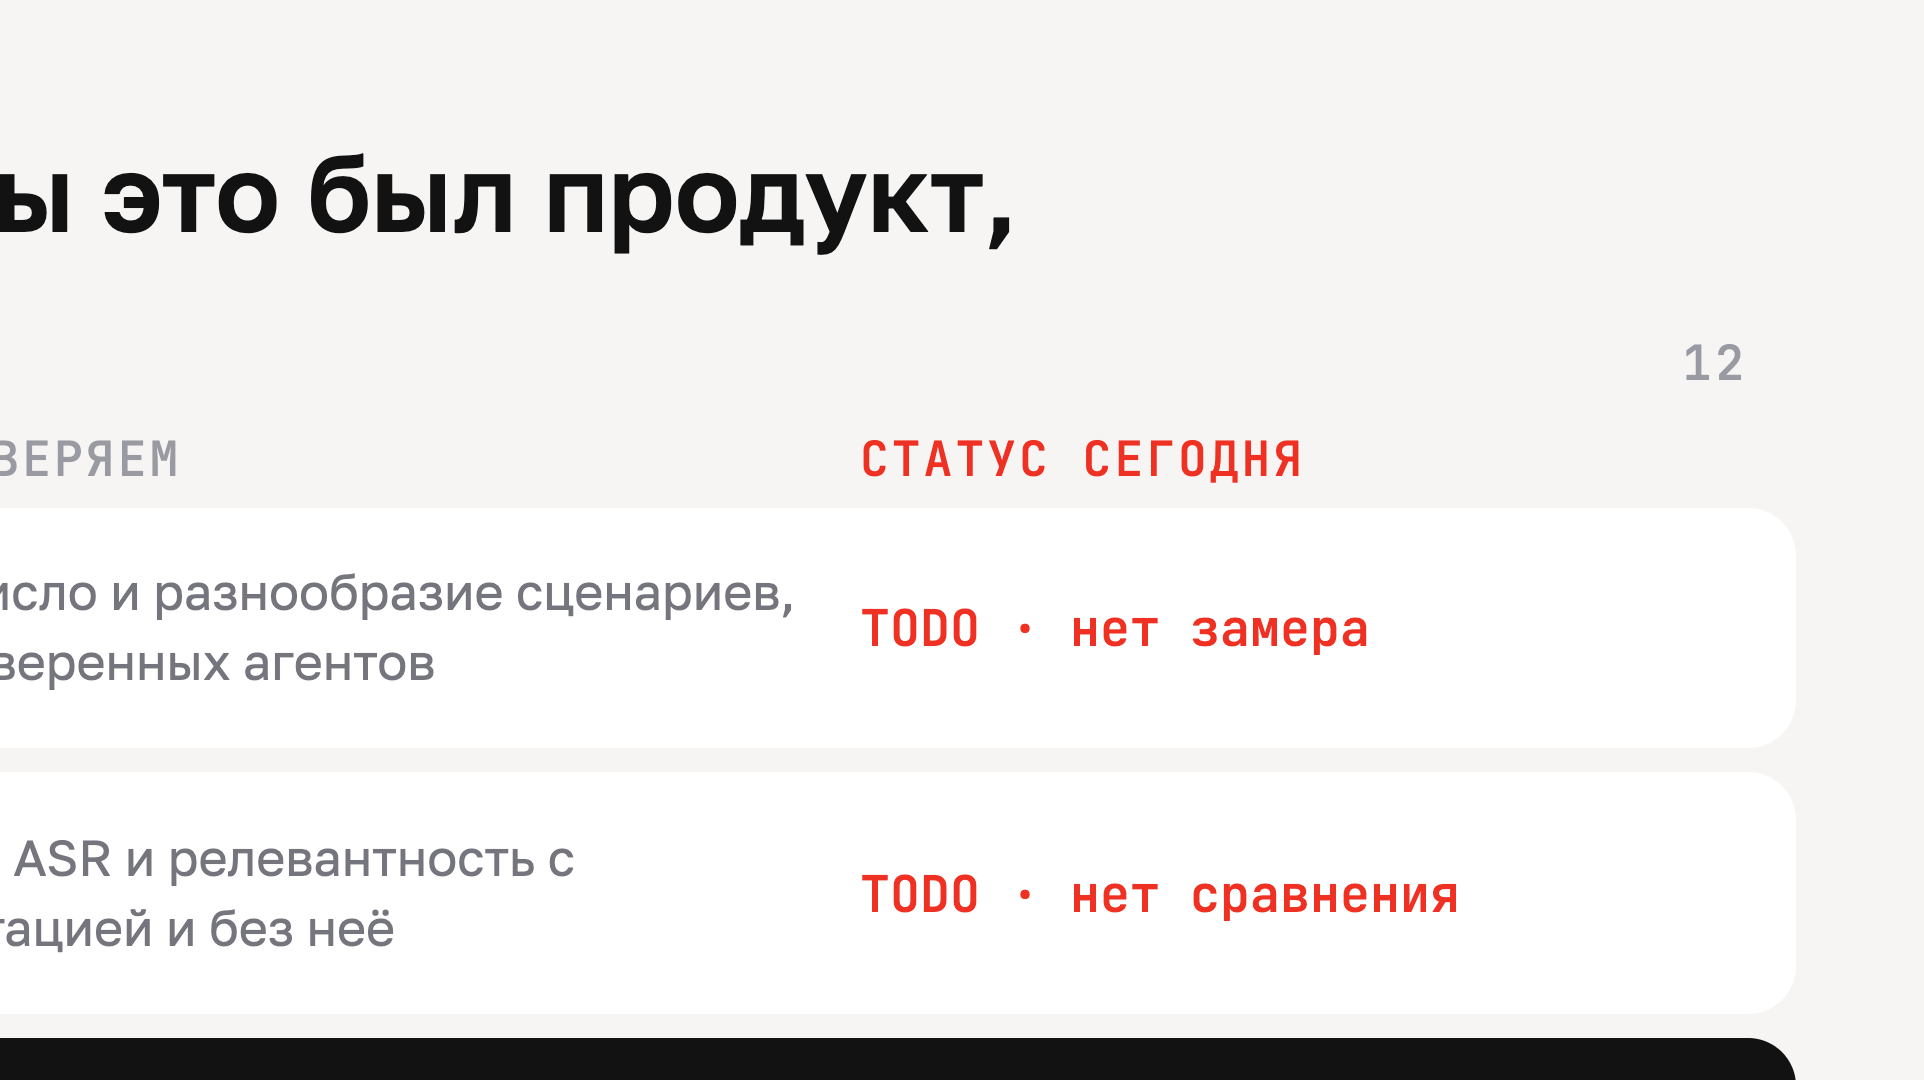 ы это был продукт,
12
ВЕРЯЕМ
СТАТУС СЕГОДНЯ
исло и разнообразие сценариев,
веренных агентов
TODO · нет замера
ASR и релевантность с
тацией и без неё
TODO · нет сравнения